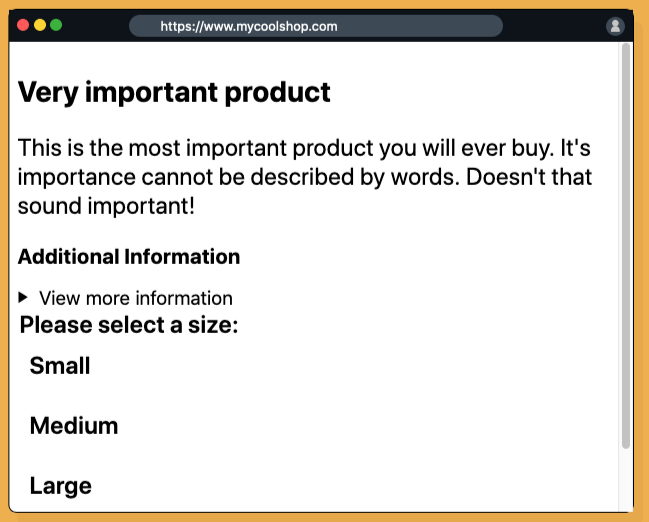 https://www.mycoolshop.com
Very important product
This is the most important product you will ever buy. It's
importance cannot be described by words. Doesn't that
sound important!
Additional Information
View more information
Please select a size:
Small
Medium
Large